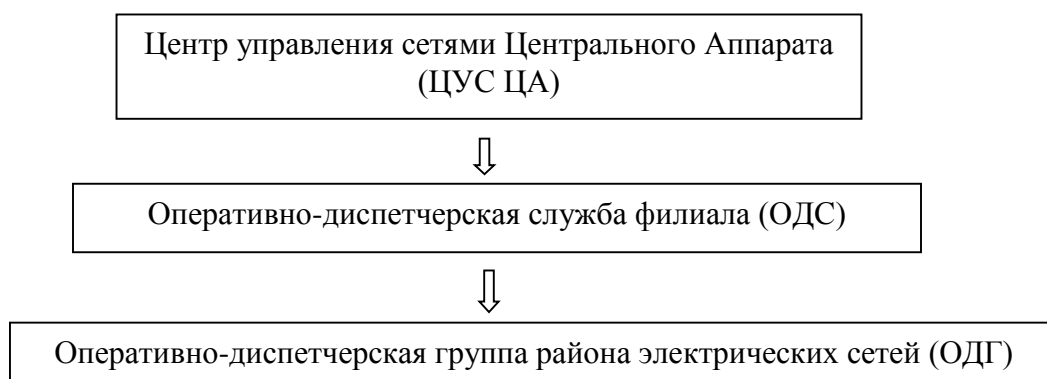 Центр управления сетями Центрального Аппарата
(ЦУС ЦА)
Оперативно-диспетчерская служба филиала (ОДС)
Оперативно-диспетчерская группа района электрических сетей (ОДГ)